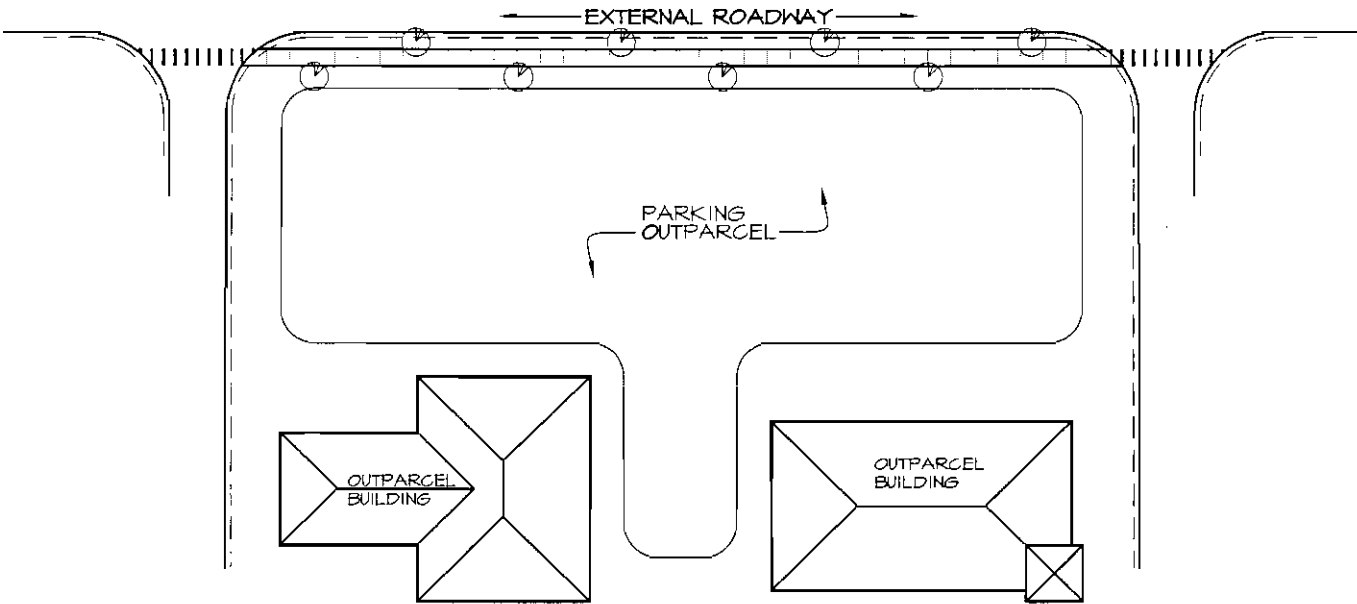 EXTERNAL ROADWAY
PARKING
OUTPARCEL
OUTPARCEL
BUILDING
OUTPARCEL
BUILDING